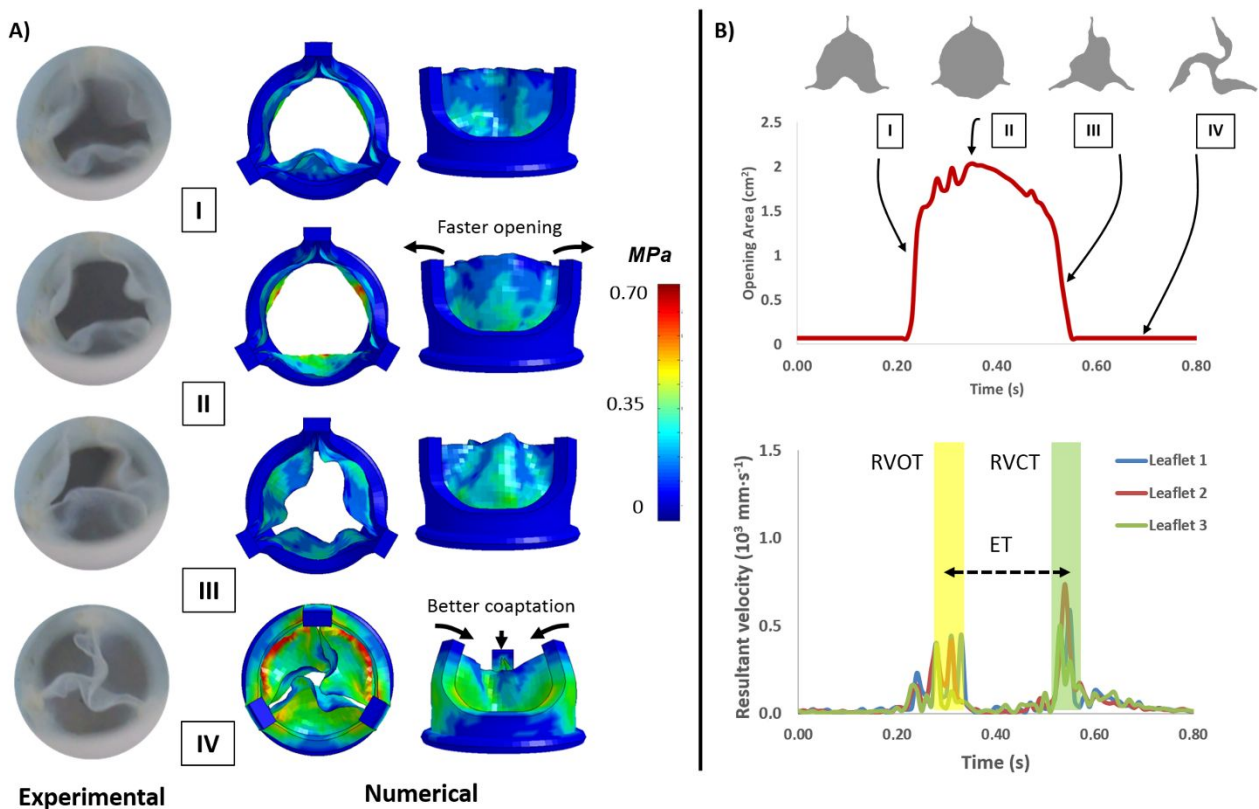 A)
I
Faster opening
MPa
0.70
II
0.35
0
III
Better coaptation
IV
Experimental
Numerical
B)
I
II
III
IV
2.5
2
1.5
1
0.5
0
Opening Area (cm²)
0.00
0.20
0.40
0.60
0.80
Time (s)
1.5
1.0
0.5
0.0
Resultant velocity (10³ mm·s⁻¹)
RVOT
RVCT
ET
Leaflet 1
Leaflet 2
Leaflet 3
0.00
0.20
0.40
0.60
0.80
Time (s)